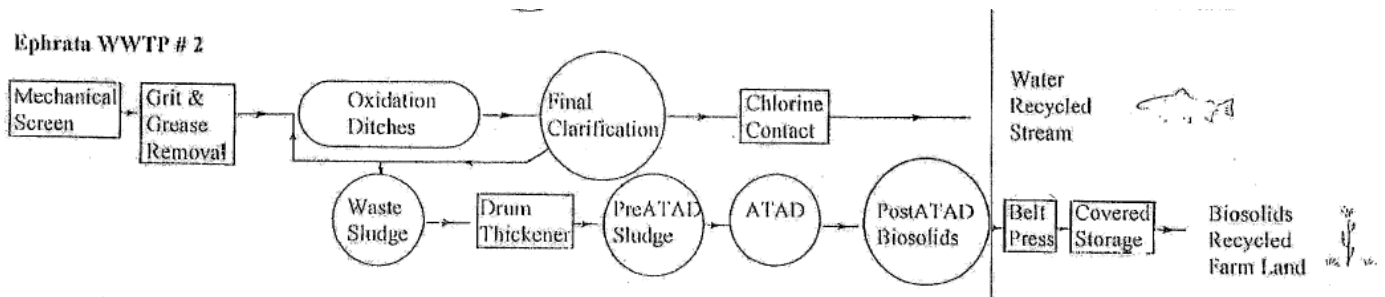 Ephrata WWTP # 2
Mechanical
Screen
Grit &
Grease
Removal
Oxidation
Ditches
Final
Clarification
Chlorine
Contact
Water
Recycled
Stream
Waste
Sludge
Drum
Thickener
PreATAD
Sludge
ATAD
PostATAD
Biosolids
Belt
Press
Covered
Storage
Biosolids
Recycled
Farm Land